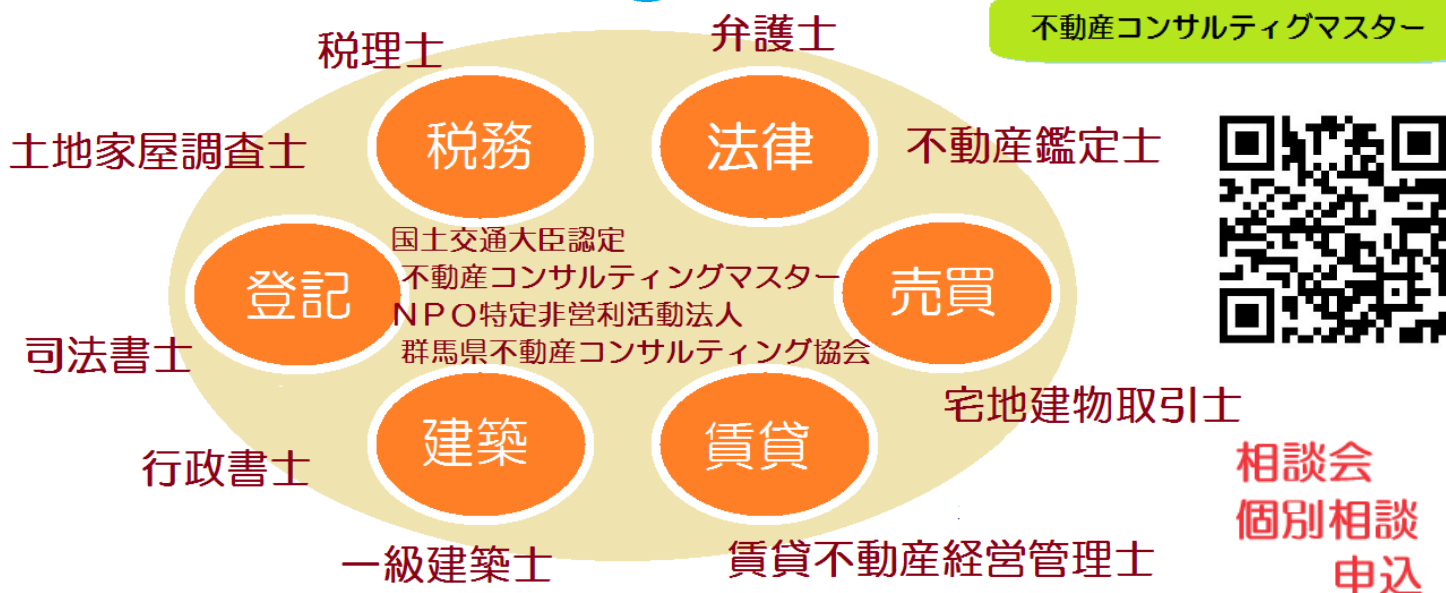 不動産コンサルティグマスター
税理士
弁護士
土地家屋調査士
税務
法律
不動産鑑定士
国土交通大臣認定
不動産コンサルティングマスター
NPO特定非営利活動法人
群馬県不動産コンサルティング協会
登記
売買
司法書士
宅地建物取引士
建築
賃貸
行政書士
一級建築士
賃貸不動産経営管理士
相談会
個別相談
申込